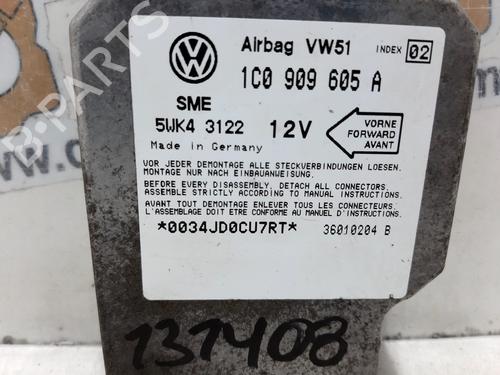 Airbag VW51 INDEX 02
1C0 909 605 A
SME
5WK4 3122 12V
VORNE
FORWARD
AVANT
Made in Germany
VOR JEDER DEMONTAGE ALLE STECKVERBINDUNGEN LOESEN.
MONTAGE NUR NACH EINBAUANWEISUNG.
BEFORE EVERY DISASSEMBLY, DETACH ALL CONNECTORS.
ASSEMBLE STRICTLY ACCORDING TO MANUAL INSTRUCTIONS.
AVANT TOUT DEMONTAGE ENLEVER TOUS LES CONNECTEURS.
L'ASSEMBLAGE DOIT ETRE CONFORME AU MANUEL D'INSTRUCTIONS.
*0034JD0CU7RT* 36010204 B
131408
B-PARTS